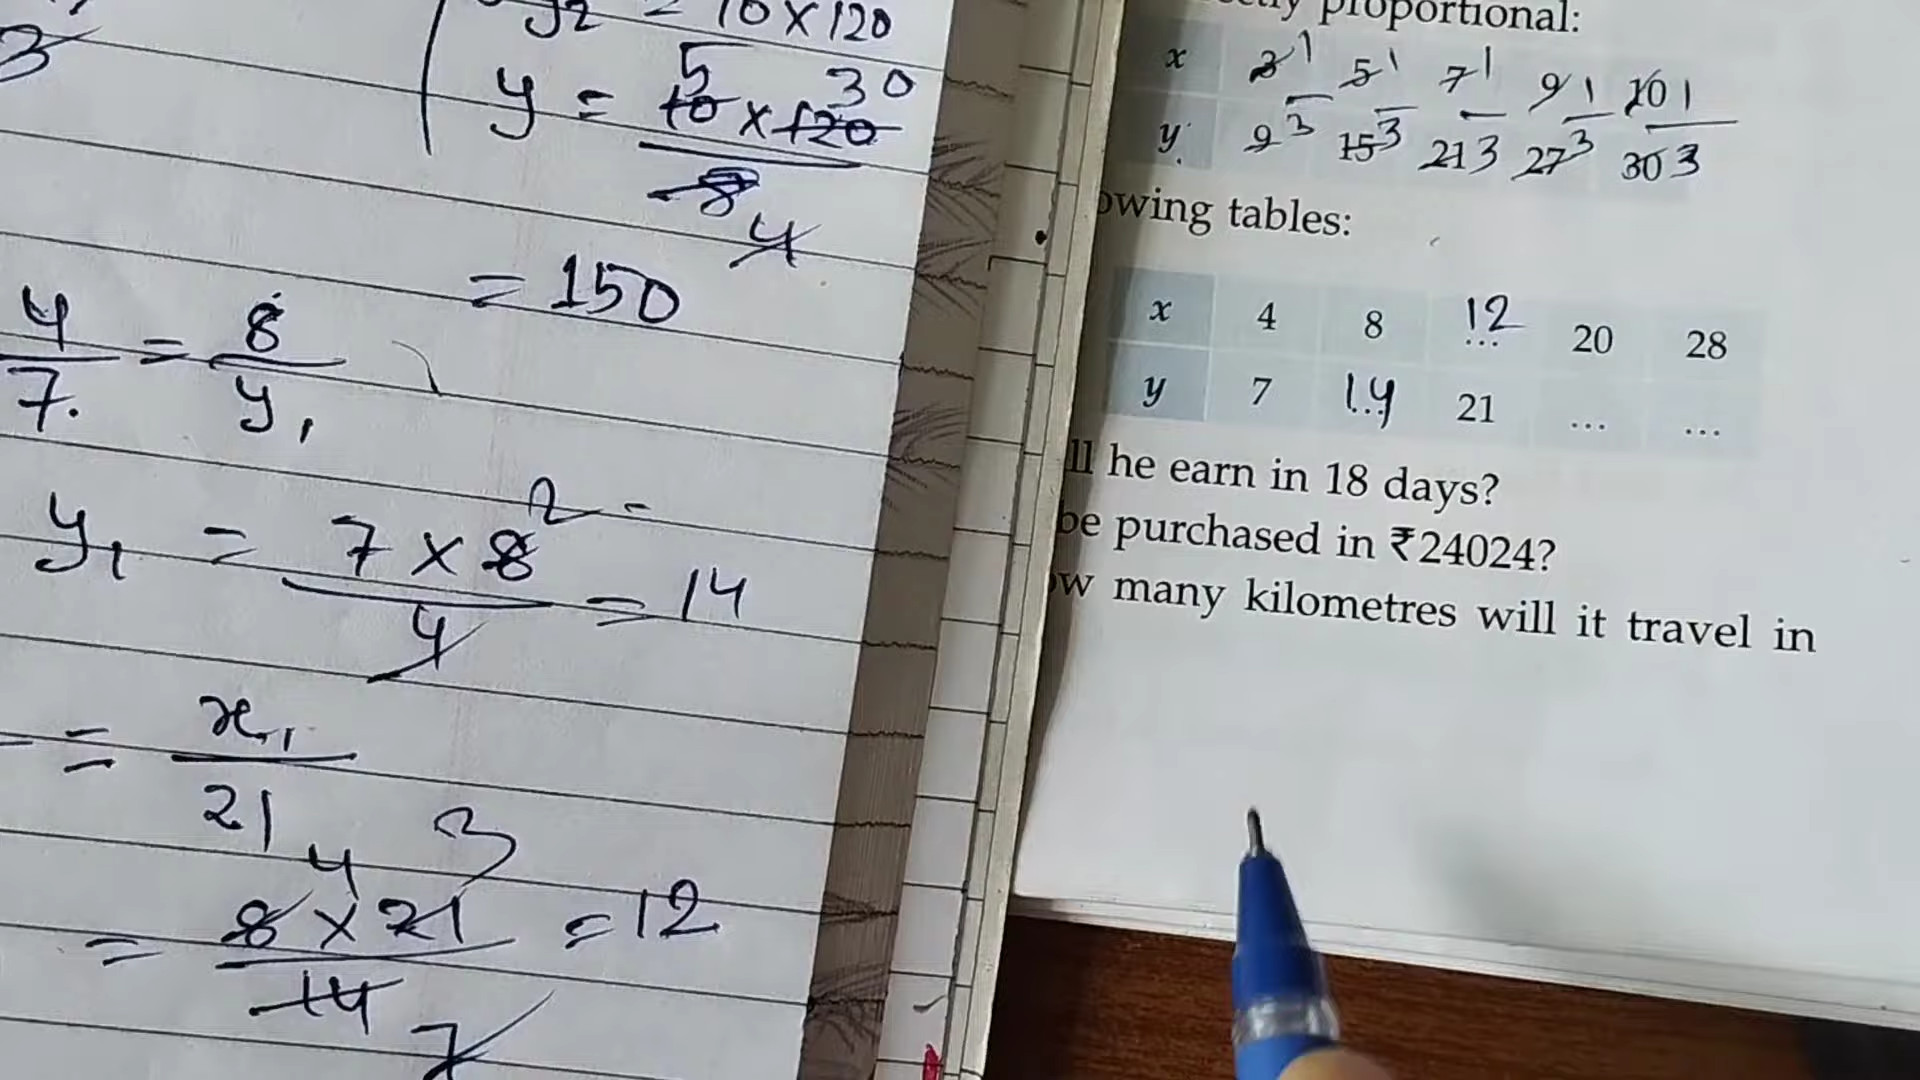 3
y₂ = 10 x 120
y = 10 5 x 120 30
8 4
= 150
4 = 8
7. y₁
y₁ = 7 x 8 2 = 14
4
= x₁
21
= 8 4 x 21 3 = 12
14 7
proportional:
x 3 1 5 1 7 1 9 1 10 1
y 9 3 15 3 21 3 27 3 30 3
owing tables:
x 4 8 12 ... 20 28
y 7 14 21 ... ...
ll he earn in 18 days?
be purchased in ₹24024?
ow many kilometres will it travel in